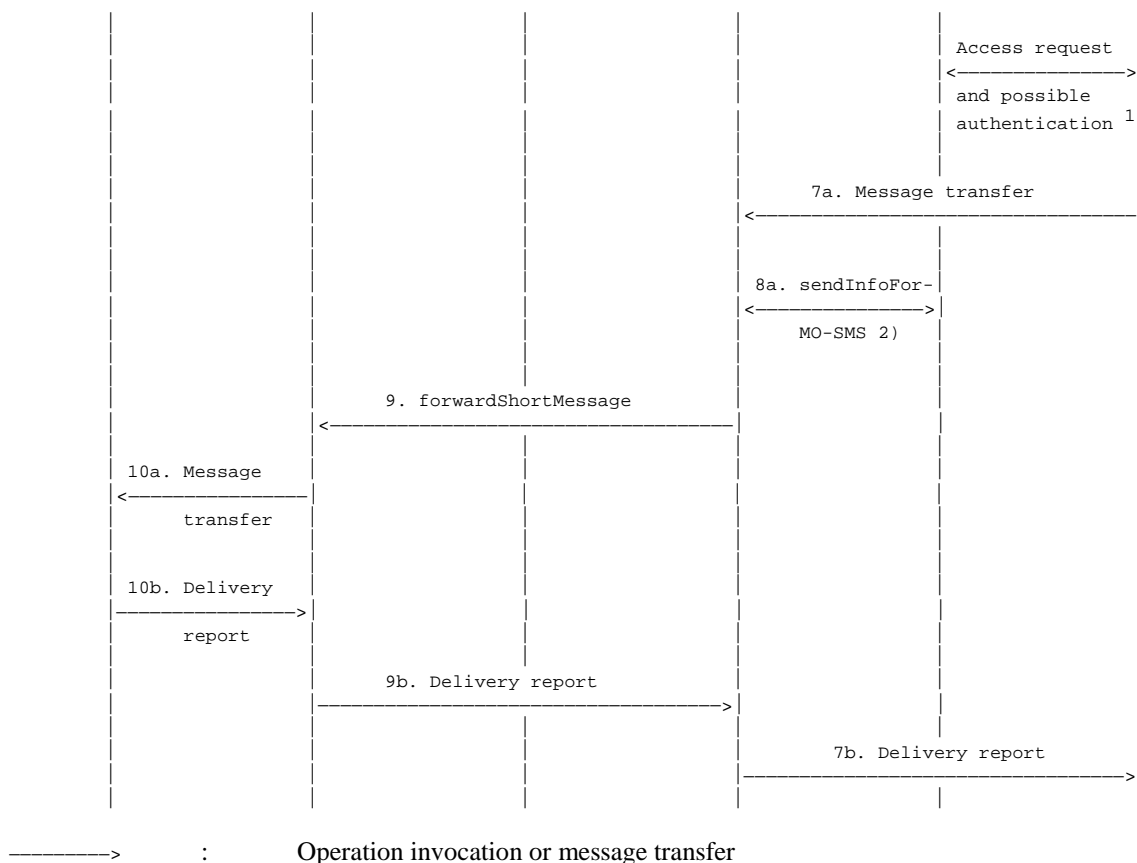 Access request
and possible
authentication 1
7a. Message transfer
8a. sendInfoFor-
MO-SMS 2)
9. forwardShortMessage
10a. Message
transfer
10b. Delivery
report
9b. Delivery report
7b. Delivery report
: Operation invocation or message transfer